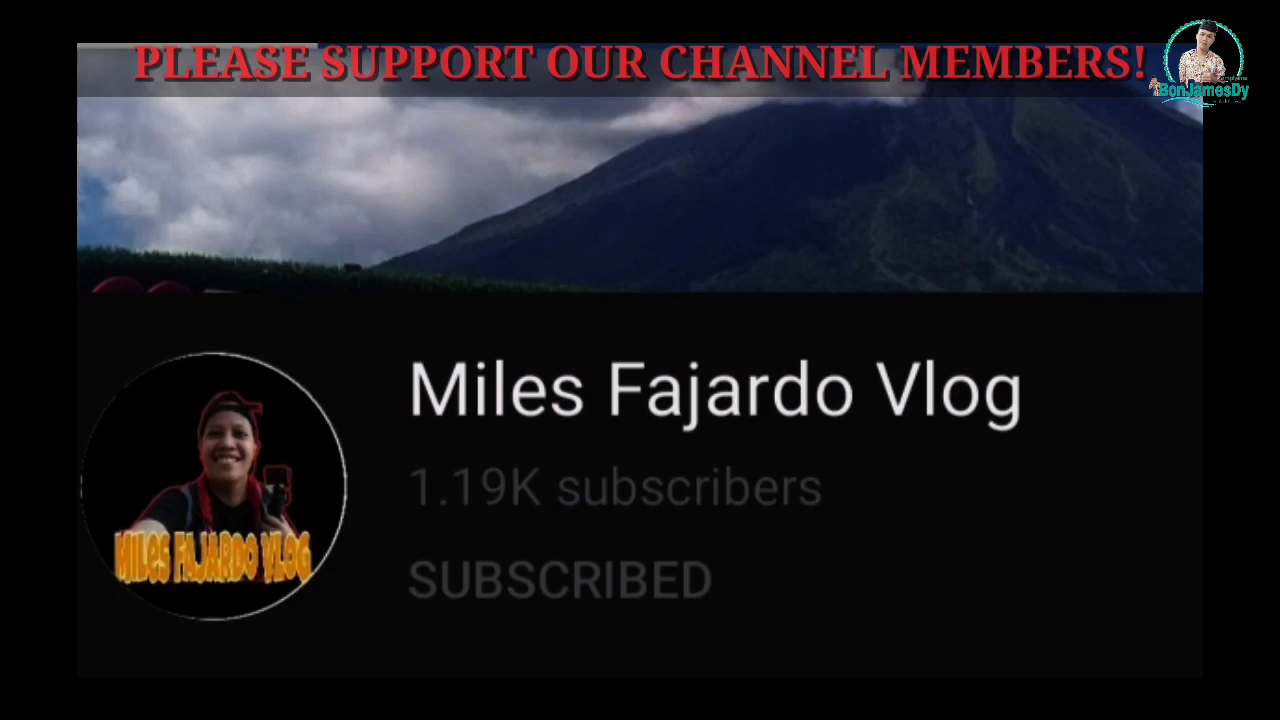 PLEASE SUPPORT OUR CHANNEL MEMBERS!
BonJamesDy
Miles Fajardo Vlog
1.19K subscribers
MILES FAJARDO VLOG
SUBSCRIBED